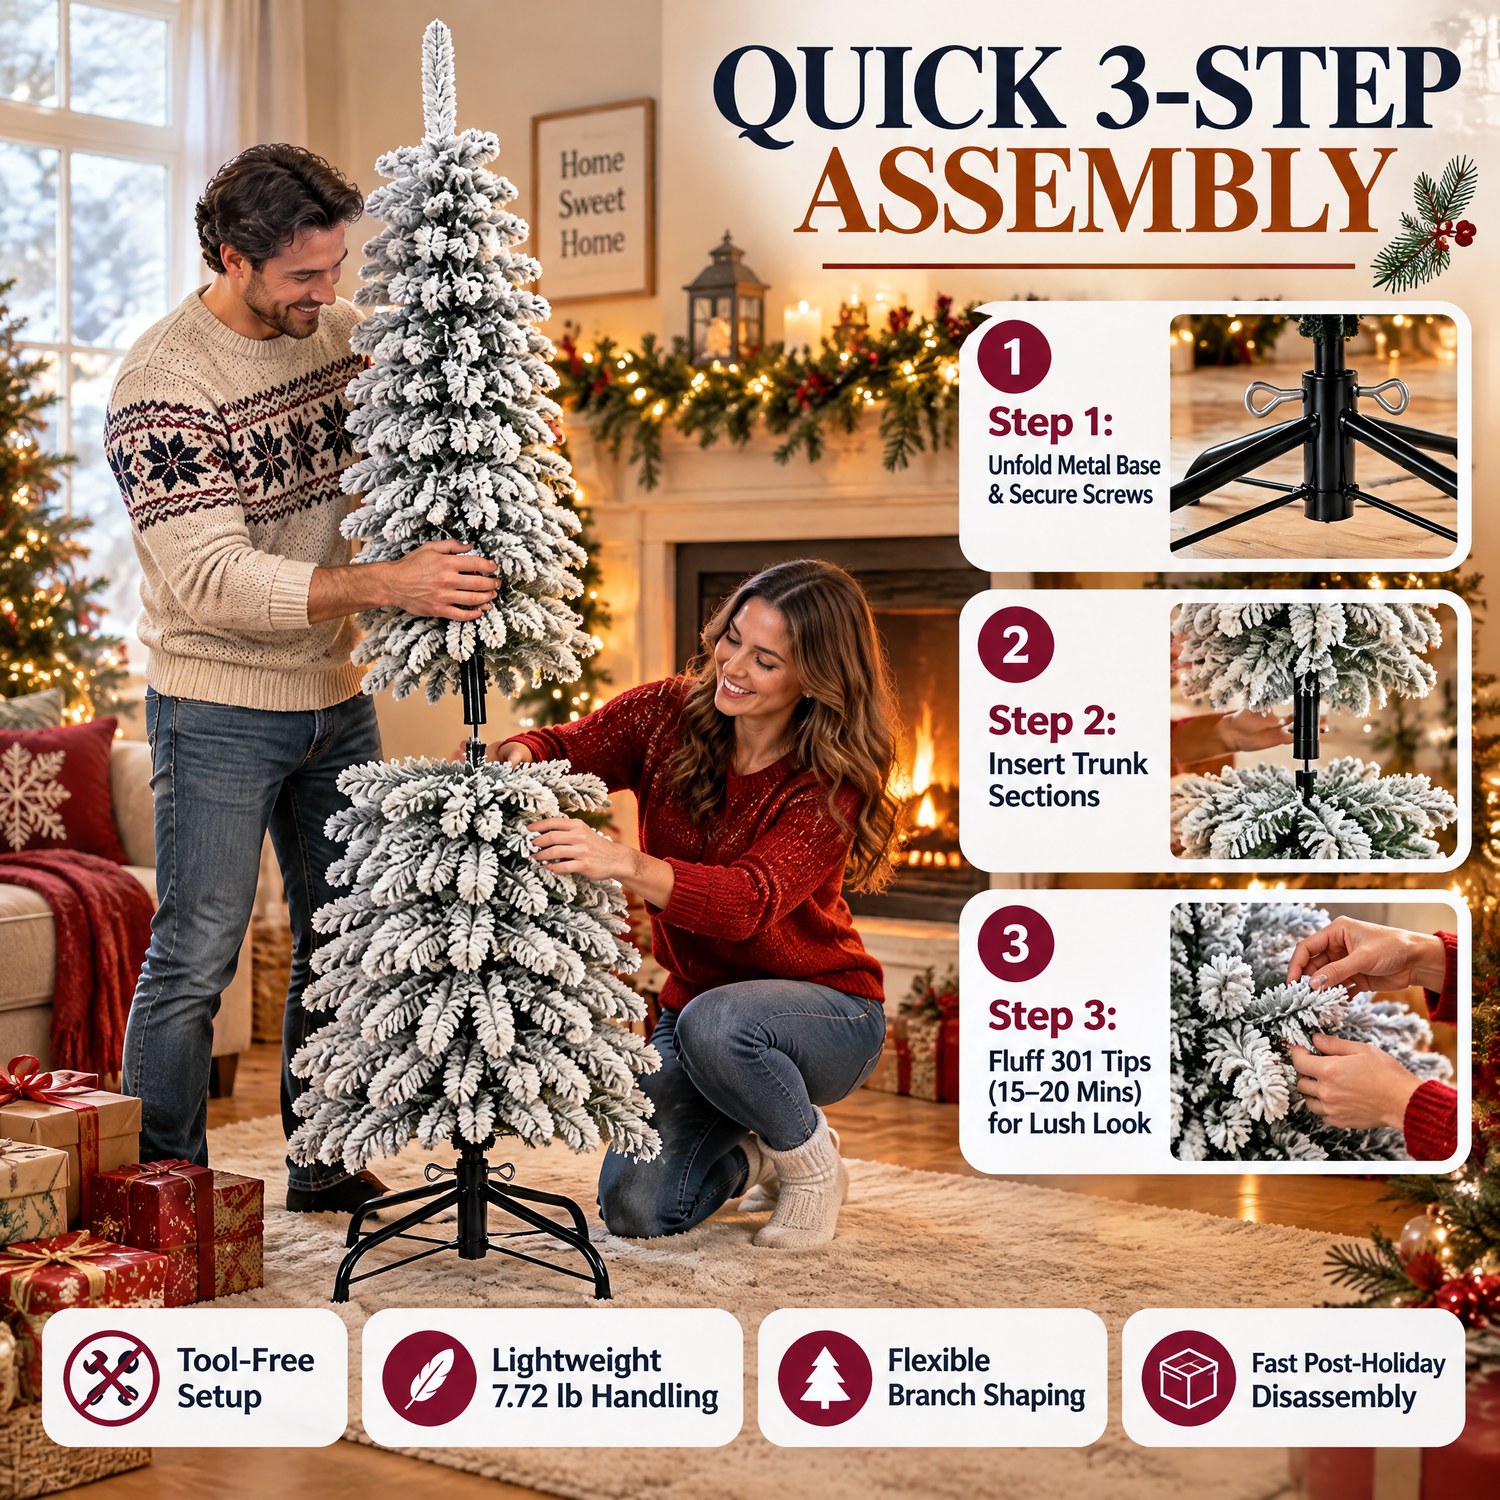 QUICK 3-STEP
ASSEMBLY
Home
Sweet
Home
1
Step 1:
Unfold Metal Base
& Secure Screws
2
Step 2:
Insert Trunk
Sections
3
Step 3:
Fluff 301 Tips
(15–20 Mins)
for Lush Look
Tool-Free
Setup
Lightweight
7.72 lb Handling
Flexible
Branch Shaping
Fast Post-Holiday
Disassembly